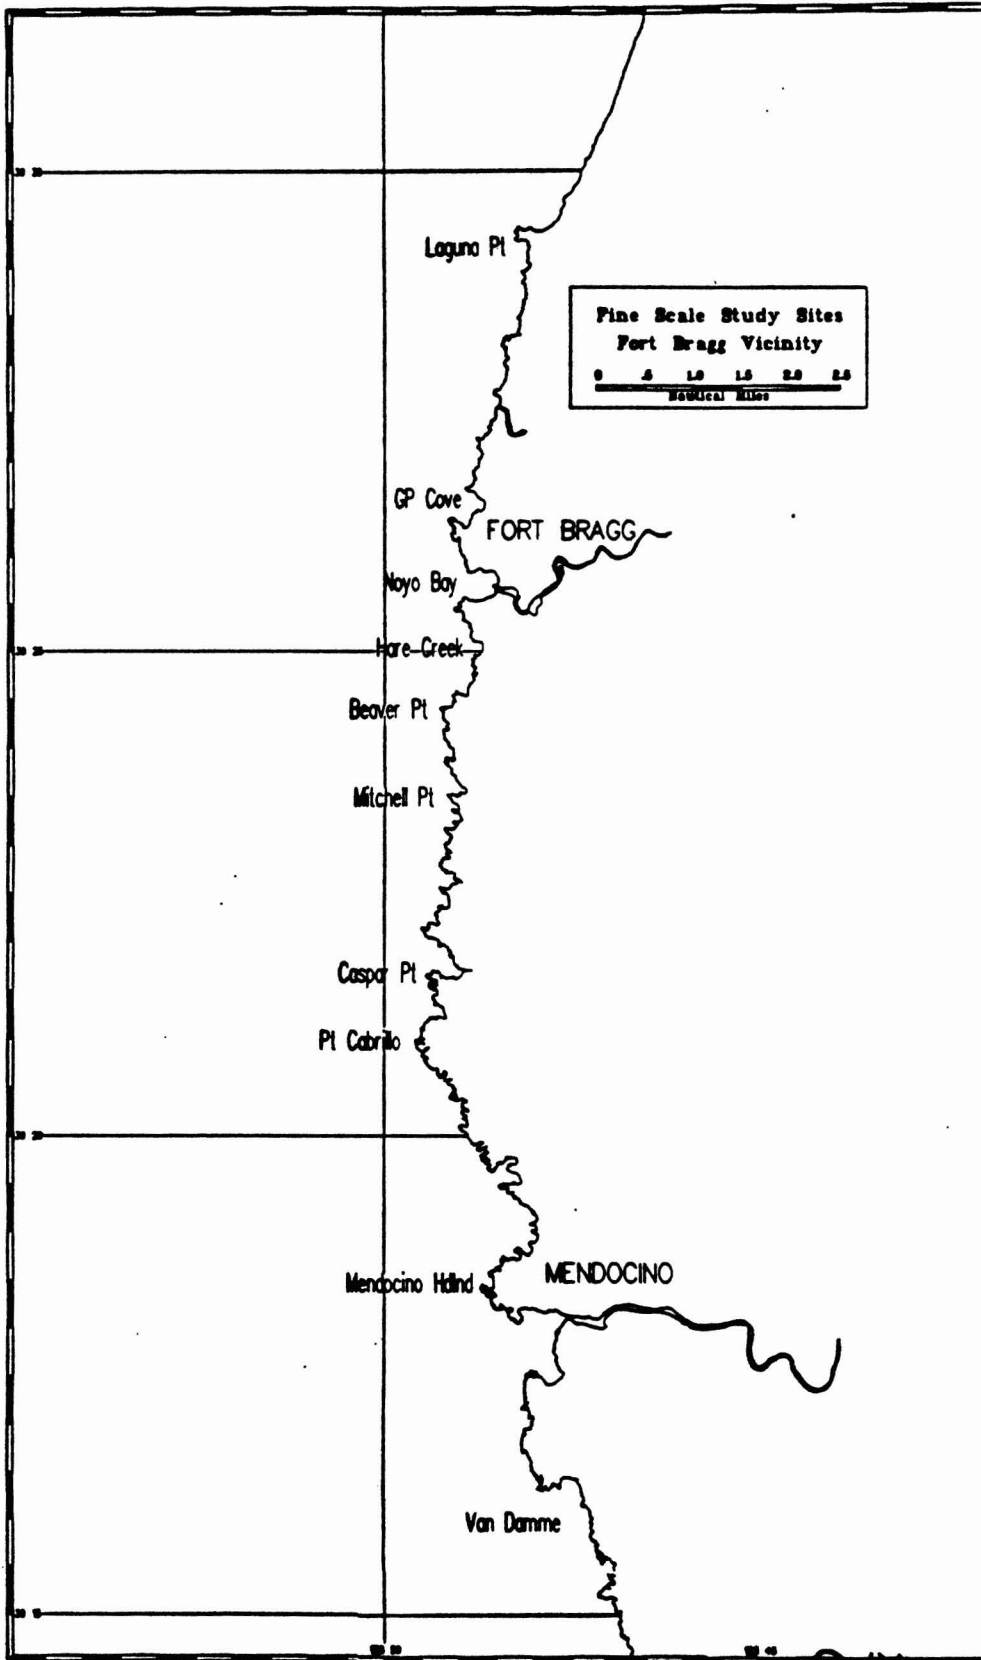 Laguna Pt
Fine Scale Study Sites
Fort Bragg Vicinity
0 .5 1.0 1.5 2.0 2.5
Nautical Miles
GP Cove
FORT BRAGG
Noyo Bay
Hare Creek
Beaver Pt
Mitchell Pt
Caspar Pt
Pt Cabrillo
Mendocino Hdlnd
MENDOCINO
Van Damme